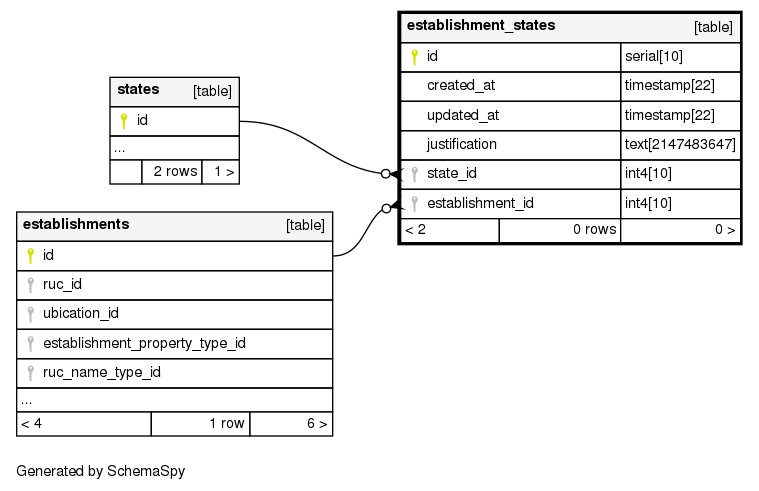 establishment_states [table]
id serial[10]
created_at timestamp[22]
updated_at timestamp[22]
justification text[2147483647]
state_id int4[10]
establishment_id int4[10]
< 2 0 rows 0 >
states [table]
id
...
2 rows 1 >
establishments [table]
id
ruc_id
ubication_id
establishment_property_type_id
ruc_name_type_id
...
< 4 1 row 6 >
Generated by SchemaSpy